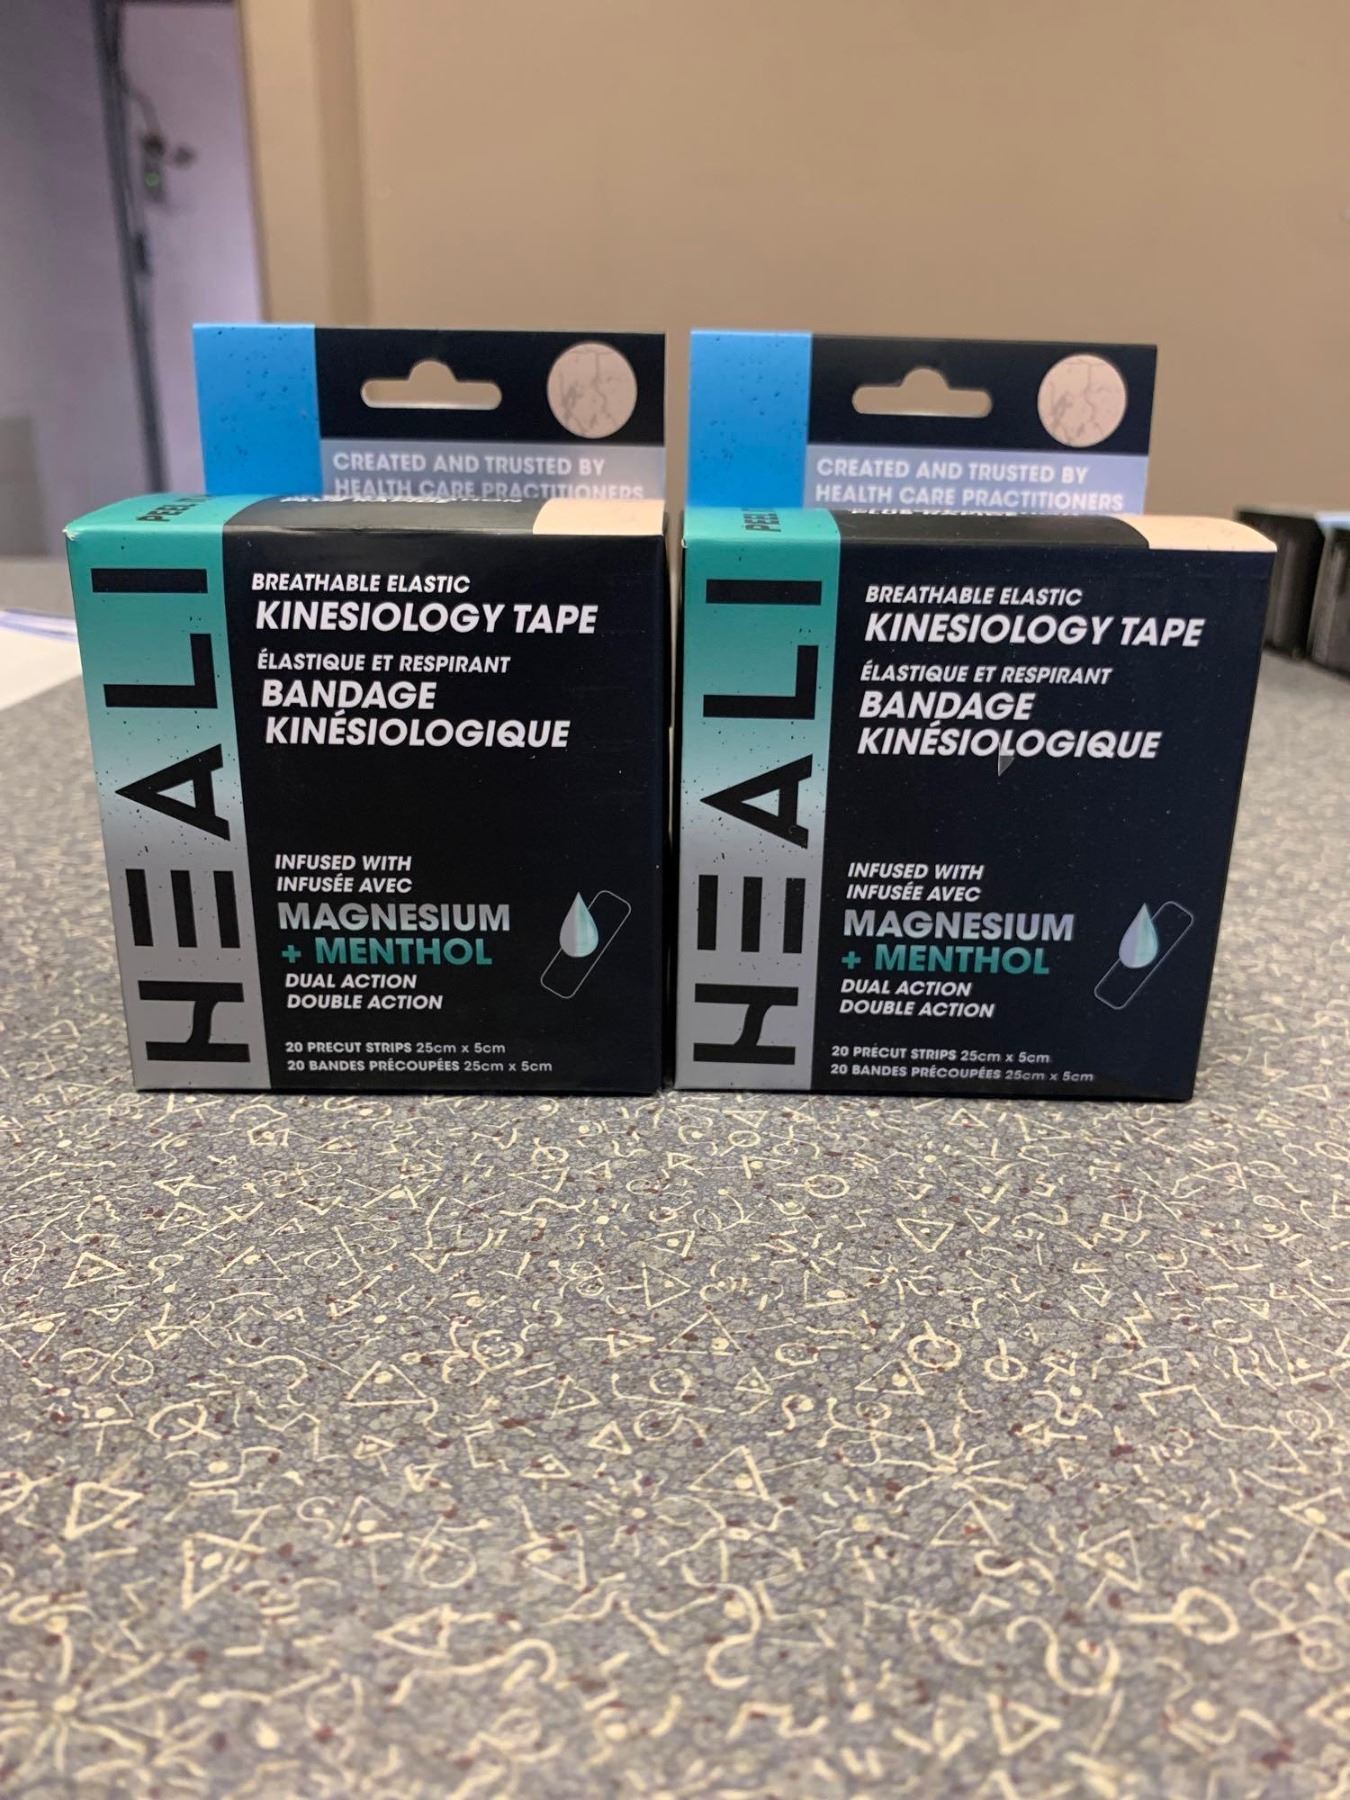 CREATED AND TRUSTED BY
HEALTH CARE PRACTITIONERS
PEEL
HEALI
BREATHABLE ELASTIC
KINESIOLOGY TAPE
ÉLASTIQUE ET RESPIRANT
BANDAGE
KINÉSIOLOGIQUE
INFUSED WITH
INFUSÉE AVEC
MAGNESIUM
+ MENTHOL
DUAL ACTION
DOUBLE ACTION
20 PRECUT STRIPS 25cm x 5cm
20 BANDES PRÉCOUPÉES 25cm x 5cm
CREATED AND TRUSTED BY
HEALTH CARE PRACTITIONERS
PEEL
HEALI
BREATHABLE ELASTIC
KINESIOLOGY TAPE
ÉLASTIQUE ET RESPIRANT
BANDAGE
KINÉSIOLOGIQUE
INFUSED WITH
INFUSÉE AVEC
MAGNESIUM
+ MENTHOL
DUAL ACTION
DOUBLE ACTION
20 PRECUT STRIPS 25cm x 5cm
20 BANDES PRÉCOUPÉES 25cm x 5cm